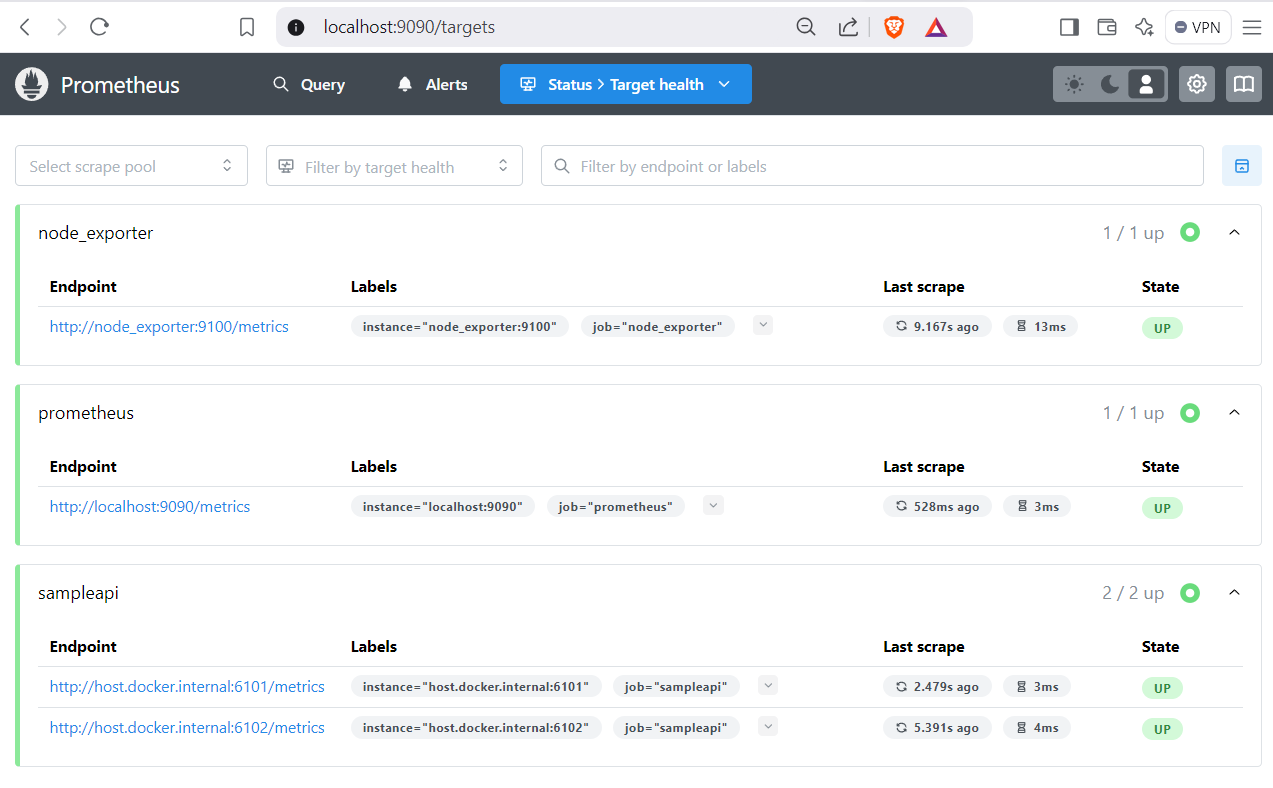 localhost:9090/targets
VPN
Prometheus Query Alerts Status > Target health
Select scrape pool Filter by target health Filter by endpoint or labels
node_exporter 1 / 1 up
Endpoint Labels Last scrape State
http://node_exporter:9100/metrics instance="node_exporter:9100" job="node_exporter" 9.167s ago 13ms UP
prometheus 1 / 1 up
Endpoint Labels Last scrape State
http://localhost:9090/metrics instance="localhost:9090" job="prometheus" 528ms ago 3ms UP
sampleapi 2 / 2 up
Endpoint Labels Last scrape State
http://host.docker.internal:6101/metrics instance="host.docker.internal:6101" job="sampleapi" 2.479s ago 3ms UP
http://host.docker.internal:6102/metrics instance="host.docker.internal:6102" job="sampleapi" 5.391s ago 4ms UP